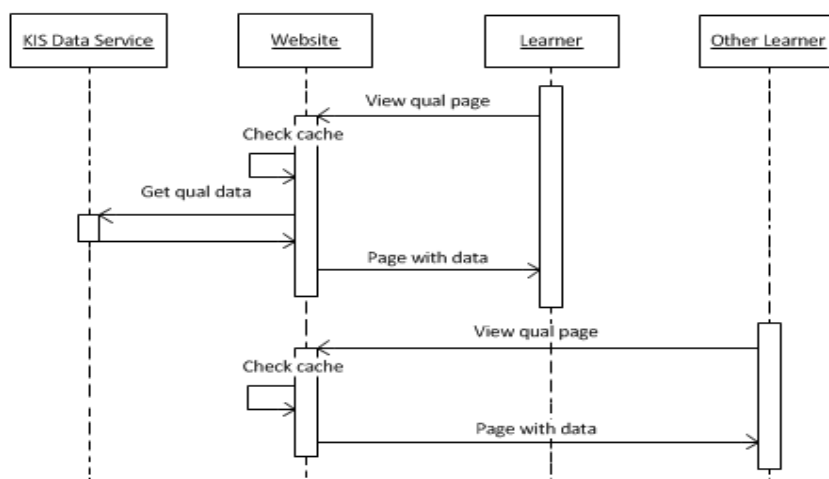 KIS Data Service
Website
Learner
Other Learner
View qual page
Check cache
Get qual data
Page with data
View qual page
Check cache
Page with data